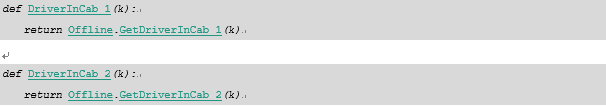 def DriverInCab_1(k):
return Offline.GetDriverInCab_1(k)
def DriverInCab_2(k):
return Offline.GetDriverInCab_2(k)